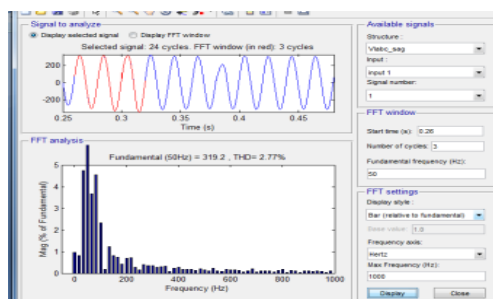 Signal to analyze
Display selected signal
Display FFT window
Selected signal: 24 cycles. FFT window (in red): 3 cycles
200
0
-200
0.25
0.3
0.35
0.4
0.45
Time (s)
FFT analysis
Fundamental (50Hz) = 319.2 , THD= 2.77%
Mag (% of Fundamental)
5
4
3
2
1
0
0
200
400
600
800
1000
Frequency (Hz)
Available signals
Structure :
Vlabc_sag
Input :
input 1
Signal number:
1
FFT window
Start time (s): 0.26
Number of cycles: 3
Fundamental frequency (Hz):
50
FFT settings
Display style :
Bar (relative to fundamental)
Base value: 1.0
Frequency axis:
Hertz
Max Frequency (Hz):
1000
Display
Close